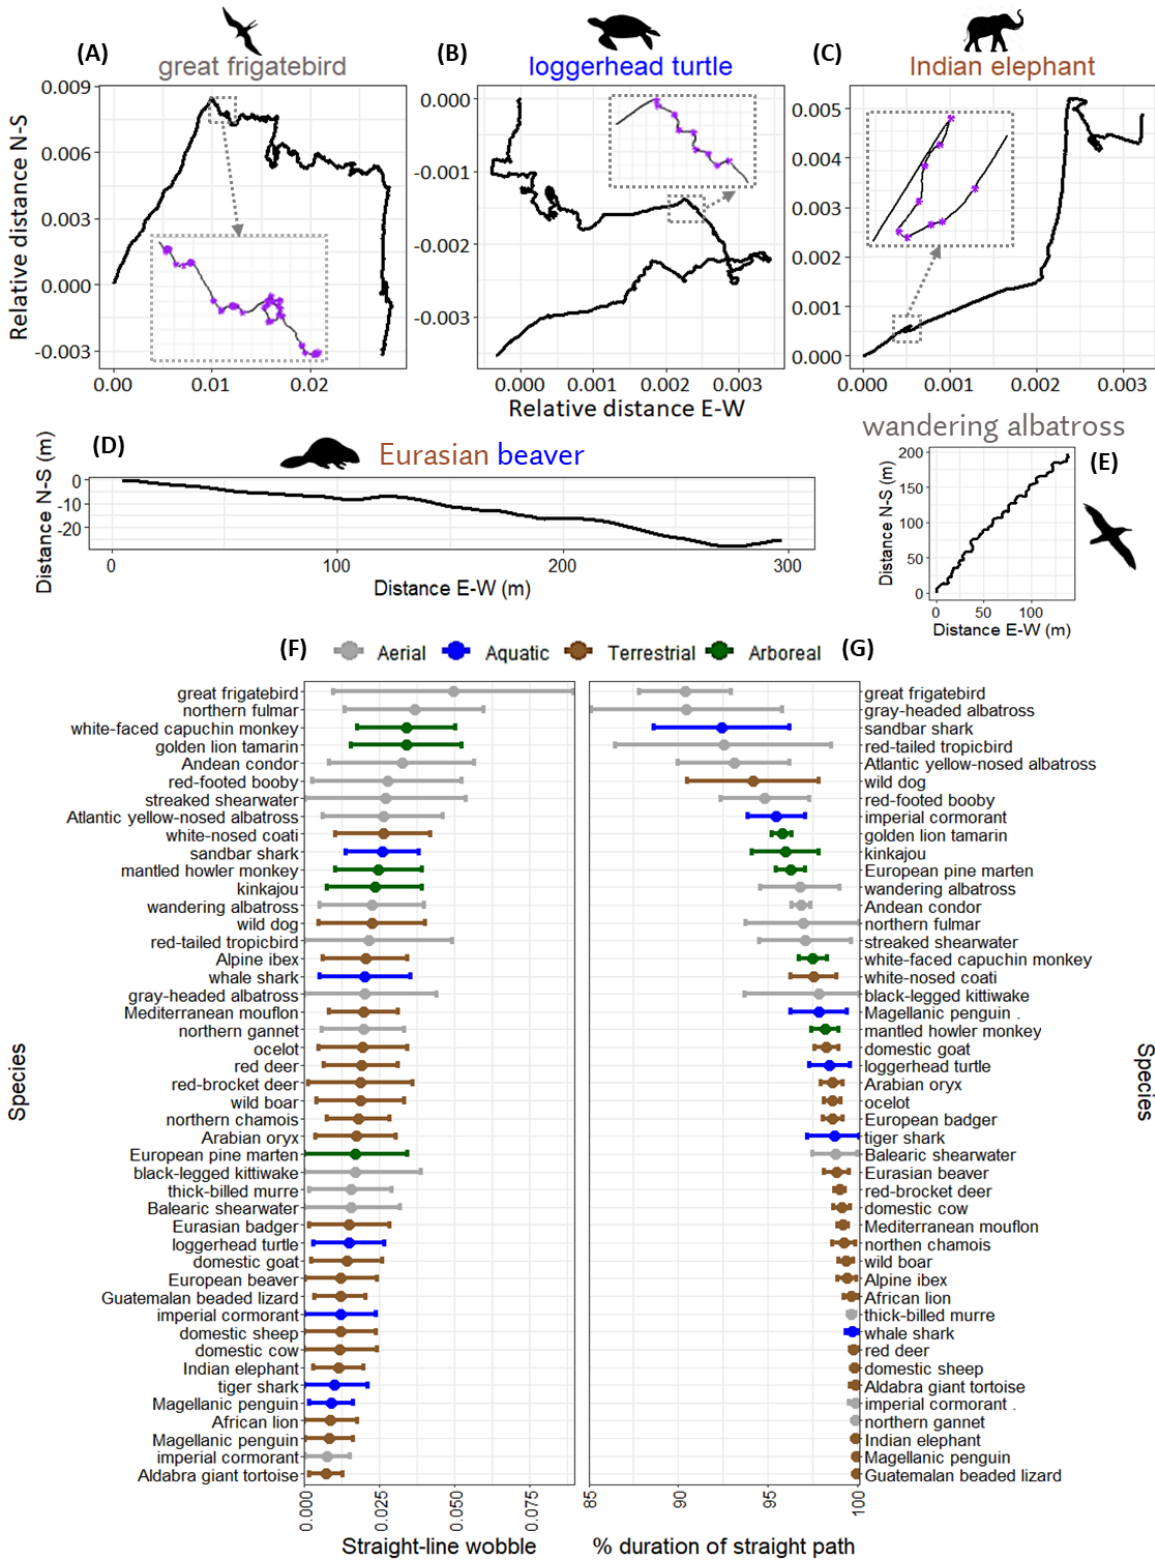 (A)
great frigatebird
(B)
loggerhead turtle
(C)
Indian elephant
Relative distance N-S
0.009
0.006
0.003
0.000
-0.003
0.00 0.01 0.02
0.000
-0.001
-0.002
-0.003
0.000 0.001 0.002 0.003
0.005
0.004
0.003
0.002
0.001
0.000
0.000 0.001 0.002 0.003
Relative distance E-W
(D)
Eurasian beaver
Distance N-S (m)
0
-10
-20
0 100 200 300
Distance E-W (m)
wandering albatross
(E)
Distance N-S (m)
200
150
100
50
0
0 50 100
Distance E-W (m)
(F)
Aerial Aquatic Terrestrial Arboreal
(G)
Species
great frigatebird
northern fulmar
white-faced capuchin monkey
golden lion tamarin
Andean condor
red-footed booby
streaked shearwater
Atlantic yellow-nosed albatross
white-nosed coati
sandbar shark
mantled howler monkey
kinkajou
wandering albatross
wild dog
red-tailed tropicbird
Alpine ibex
whale shark
gray-headed albatross
Mediterranean mouflon
northern gannet
ocelot
red deer
red-brocket deer
wild boar
northern chamois
Arabian oryx
European pine marten
black-legged kittiwake
thick-billed murre
Balearic shearwater
Eurasian badger
loggerhead turtle
domestic goat
European beaver
Guatemalan beaded lizard
imperial cormorant
domestic sheep
domestic cow
Indian elephant
tiger shark
Magellanic penguin
African lion
Magellanic penguin
imperial cormorant
Aldabra giant tortoise
0.000 0.025 0.050 0.075
Straight-line wobble
great frigatebird
gray-headed albatross
sandbar shark
red-tailed tropicbird
Atlantic yellow-nosed albatross
wild dog
red-footed booby
imperial cormorant
golden lion tamarin
kinkajou
European pine marten
wandering albatross
Andean condor
northern fulmar
streaked shearwater
white-faced capuchin monkey
white-nosed coati
black-legged kittiwake
Magellanic penguin .
mantled howler monkey
domestic goat
loggerhead turtle
Arabian oryx
ocelot
European badger
tiger shark
Balearic shearwater
Eurasian beaver
red-brocket deer
domestic cow
Mediterranean mouflon
northen chamois
wild boar
Alpine ibex
African lion
thick-billed murre
whale shark
red deer
domestic sheep
Aldabra giant tortoise
imperial cormorant .
northern gannet
Indian elephant
Magellanic penguin
Guatemalan beaded lizard
Species
85 90 95 100
% duration of straight path